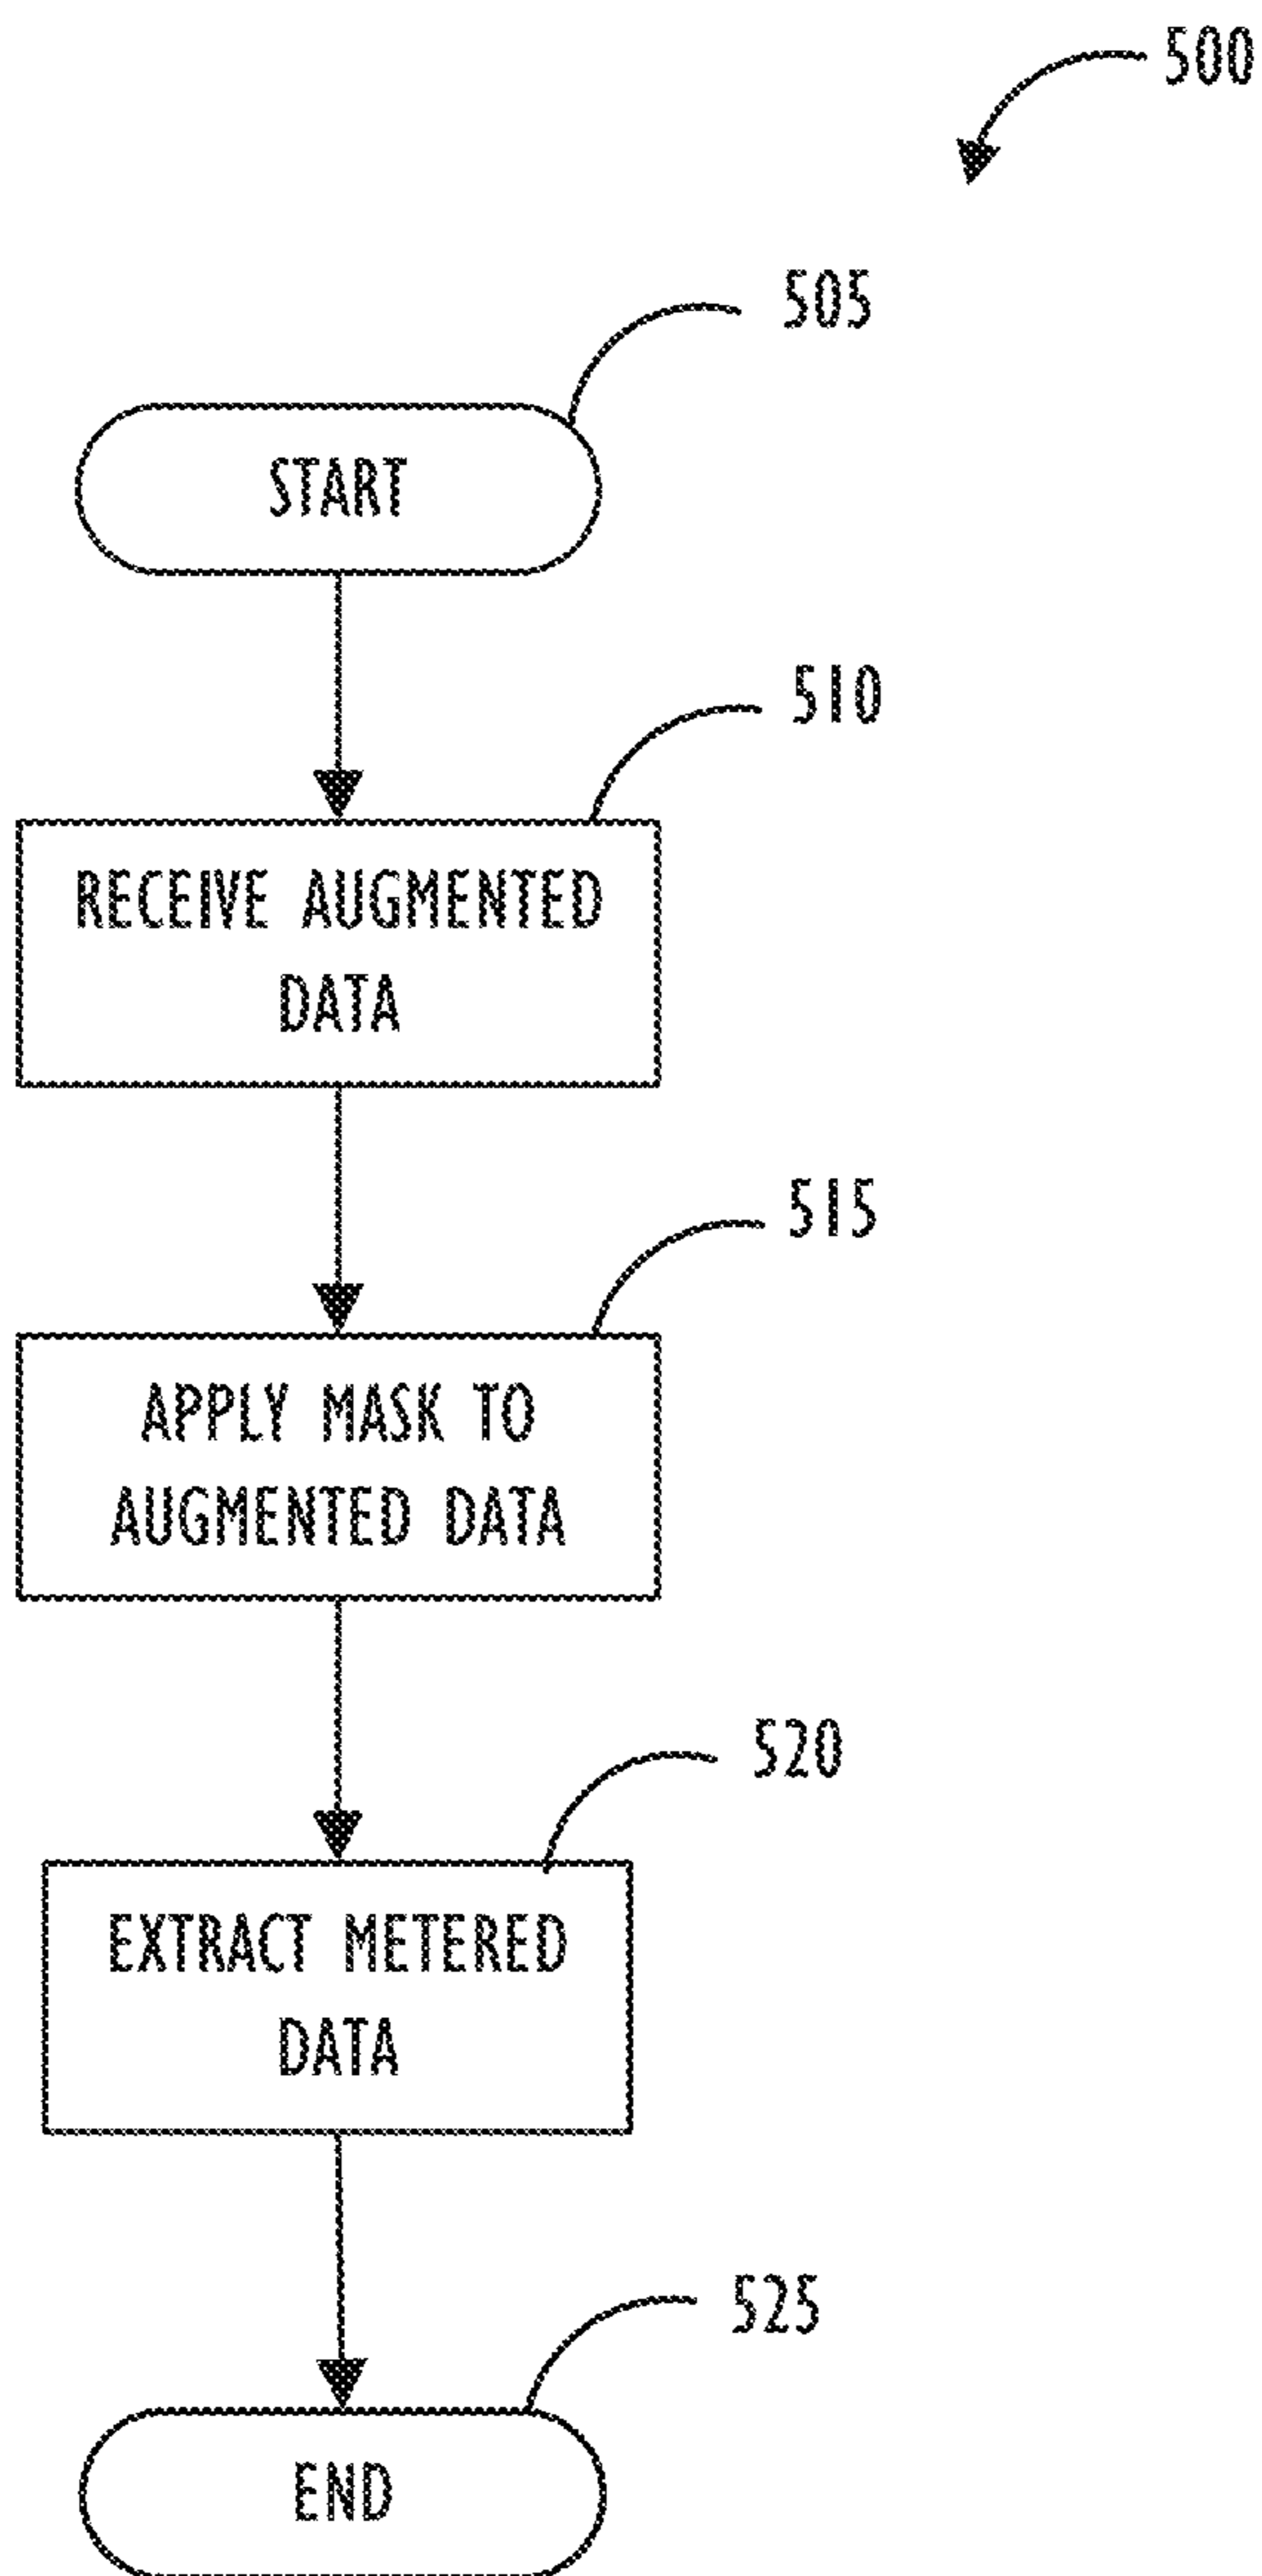 500
505
START
510
RECEIVE AUGMENTED
DATA
515
APPLY MASK TO
AUGMENTED DATA
520
EXTRACT METERED
DATA
525
END